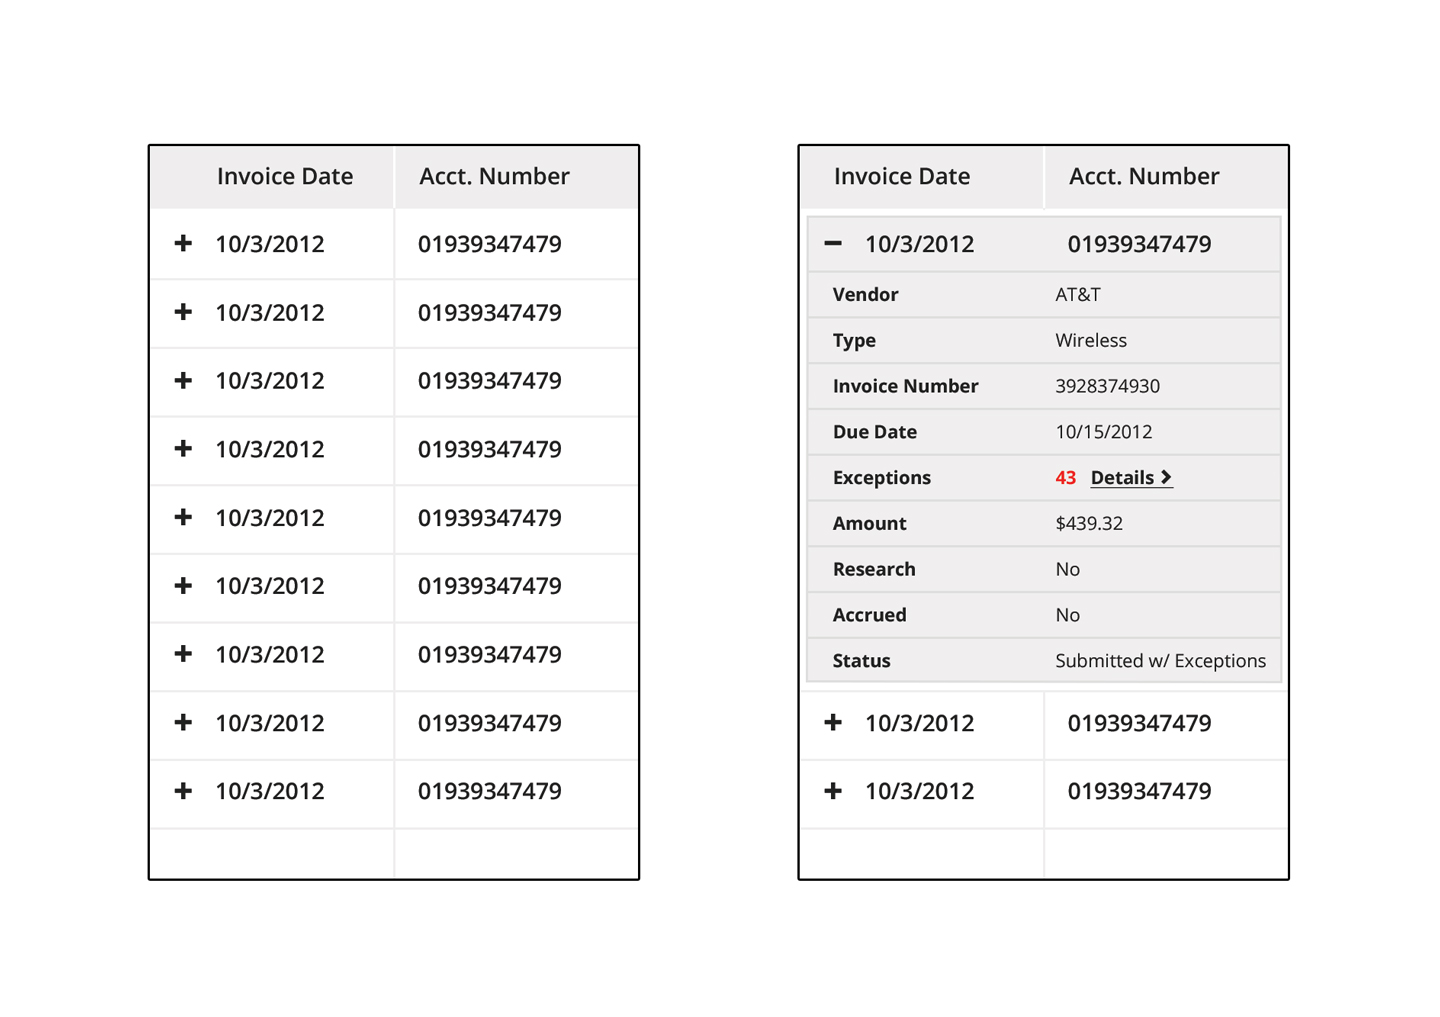 Invoice Date Acct. Number
+ 10/3/2012 01939347479
+ 10/3/2012 01939347479
+ 10/3/2012 01939347479
+ 10/3/2012 01939347479
+ 10/3/2012 01939347479
+ 10/3/2012 01939347479
+ 10/3/2012 01939347479
+ 10/3/2012 01939347479
+ 10/3/2012 01939347479
Invoice Date Acct. Number
− 10/3/2012 01939347479
Vendor AT&T
Type Wireless
Invoice Number 3928374930
Due Date 10/15/2012
Exceptions 43 Details >
Amount $439.32
Research No
Accrued No
Status Submitted w/ Exceptions
+ 10/3/2012 01939347479
+ 10/3/2012 01939347479